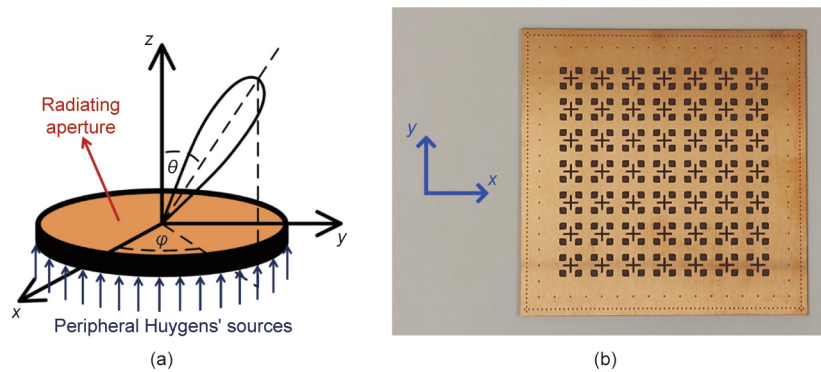 z
Radiating
aperture
θ
y
φ
x
Peripheral Huygens' sources
(a)
y
x
(b)